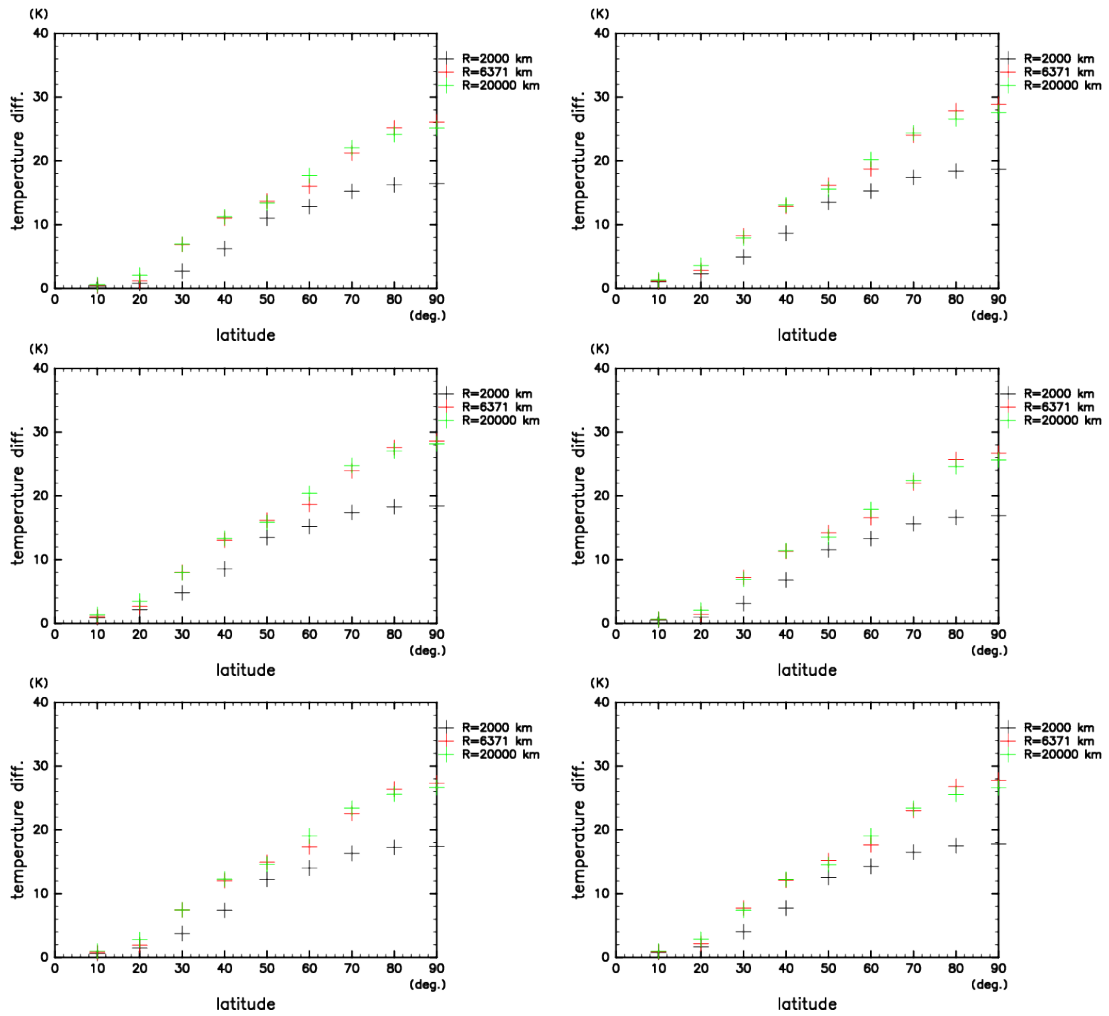 (K)
40
30
20
10
0
temperature diff.
0 10 20 30 40 50 60 70 80 90
(deg.)
latitude
R=2000 km
R=6371 km
R=20000 km
(K)
40
30
20
10
0
temperature diff.
0 10 20 30 40 50 60 70 80 90
(deg.)
latitude
R=2000 km
R=6371 km
R=20000 km
(K)
40
30
20
10
0
temperature diff.
0 10 20 30 40 50 60 70 80 90
(deg.)
latitude
R=2000 km
R=6371 km
R=20000 km
(K)
40
30
20
10
0
temperature diff.
0 10 20 30 40 50 60 70 80 90
(deg.)
latitude
R=2000 km
R=6371 km
R=20000 km
(K)
40
30
20
10
0
temperature diff.
0 10 20 30 40 50 60 70 80 90
(deg.)
latitude
R=2000 km
R=6371 km
R=20000 km
(K)
40
30
20
10
0
temperature diff.
0 10 20 30 40 50 60 70 80 90
(deg.)
latitude
R=2000 km
R=6371 km
R=20000 km